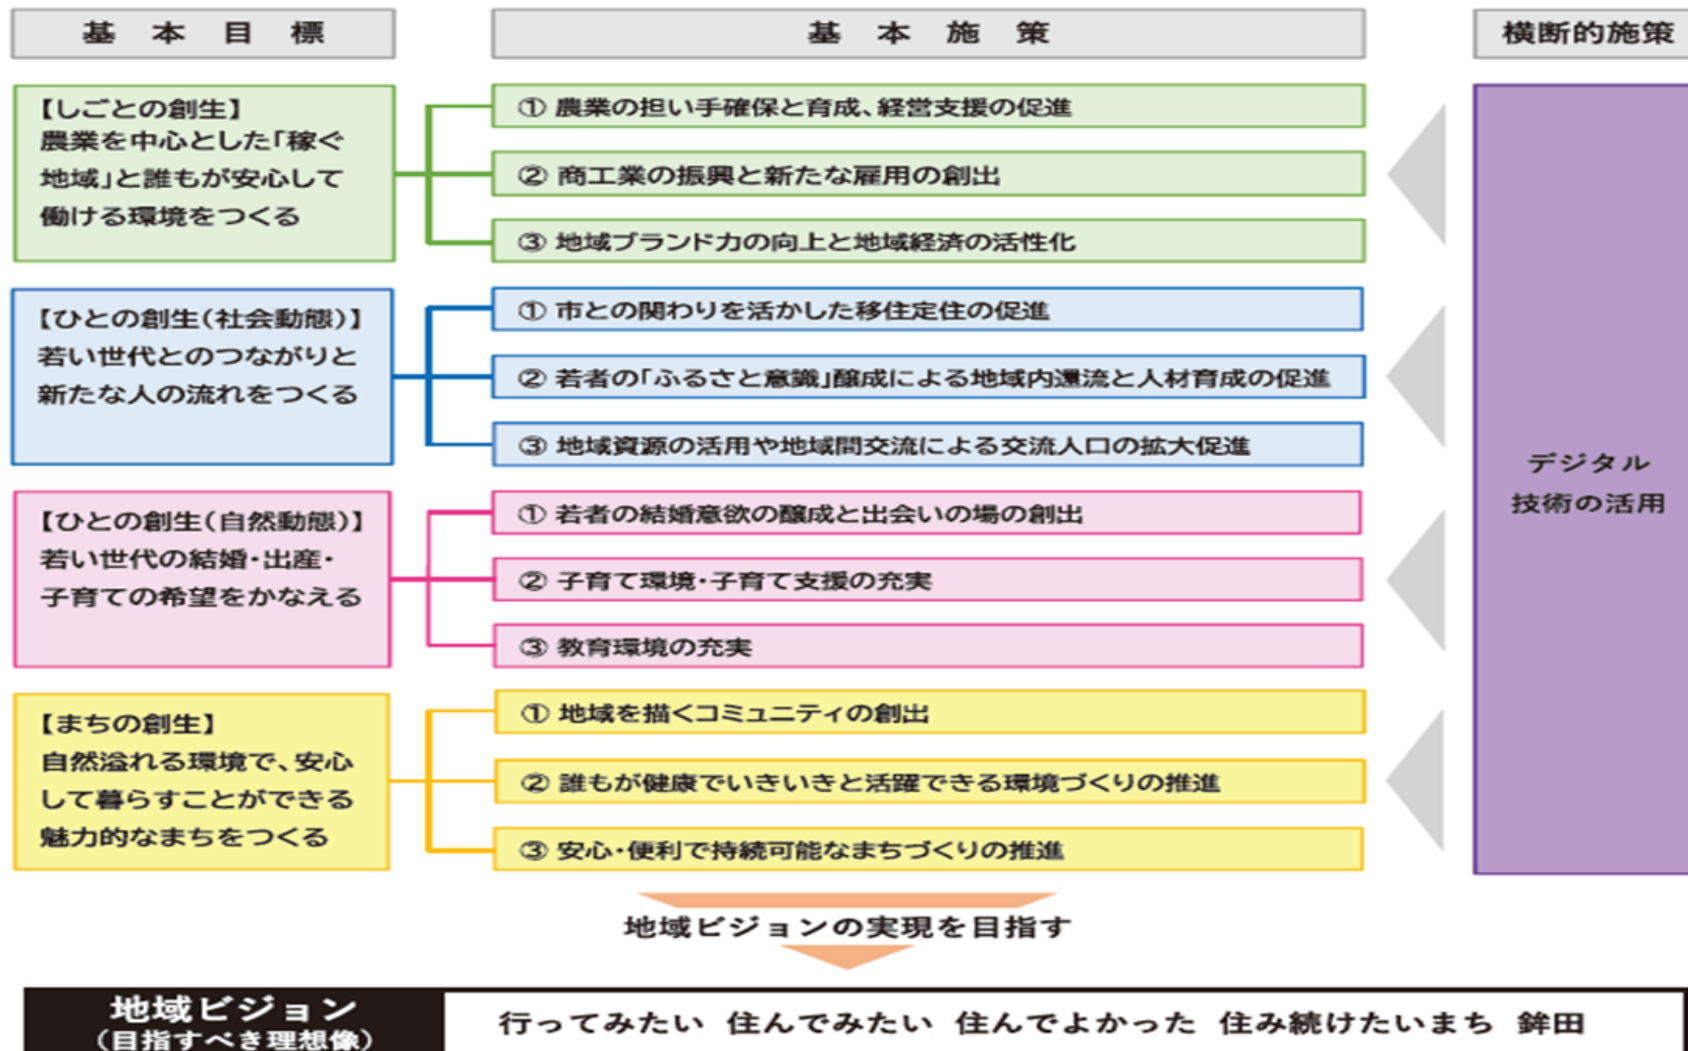 基本目標
基本施策
横断的施策
【しごとの創生】
農業を中心とした「稼ぐ
地域」と誰もが安心して
働ける環境をつくる
① 農業の担い手確保と育成、経営支援の促進
② 商工業の振興と新たな雇用の創出
③ 地域ブランド力の向上と地域経済の活性化
【ひとの創生(社会動態)】
若い世代とのつながりと
新たな人の流れをつくる
① 市との関わりを活かした移住定住の促進
② 若者の「ふるさと意識」醸成による地域内還流と人材育成の促進
③ 地域資源の活用や地域間交流による交流人口の拡大促進
【ひとの創生(自然動態)】
若い世代の結婚・出産・
子育ての希望をかなえる
① 若者の結婚意欲の醸成と出会いの場の創出
② 子育て環境・子育て支援の充実
③ 教育環境の充実
【まちの創生】
自然溢れる環境で、安心
して暮らすことができる
魅力的なまちをつくる
① 地域を描くコミュニティの創出
② 誰もが健康でいきいきと活躍できる環境づくりの推進
③ 安心・便利で持続可能なまちづくりの推進
デジタル
技術の活用
地域ビジョンの実現を目指す
地域ビジョン
(目指すべき理想像)
行ってみたい 住んでみたい 住んでよかった 住み続けたいまち 鉾田